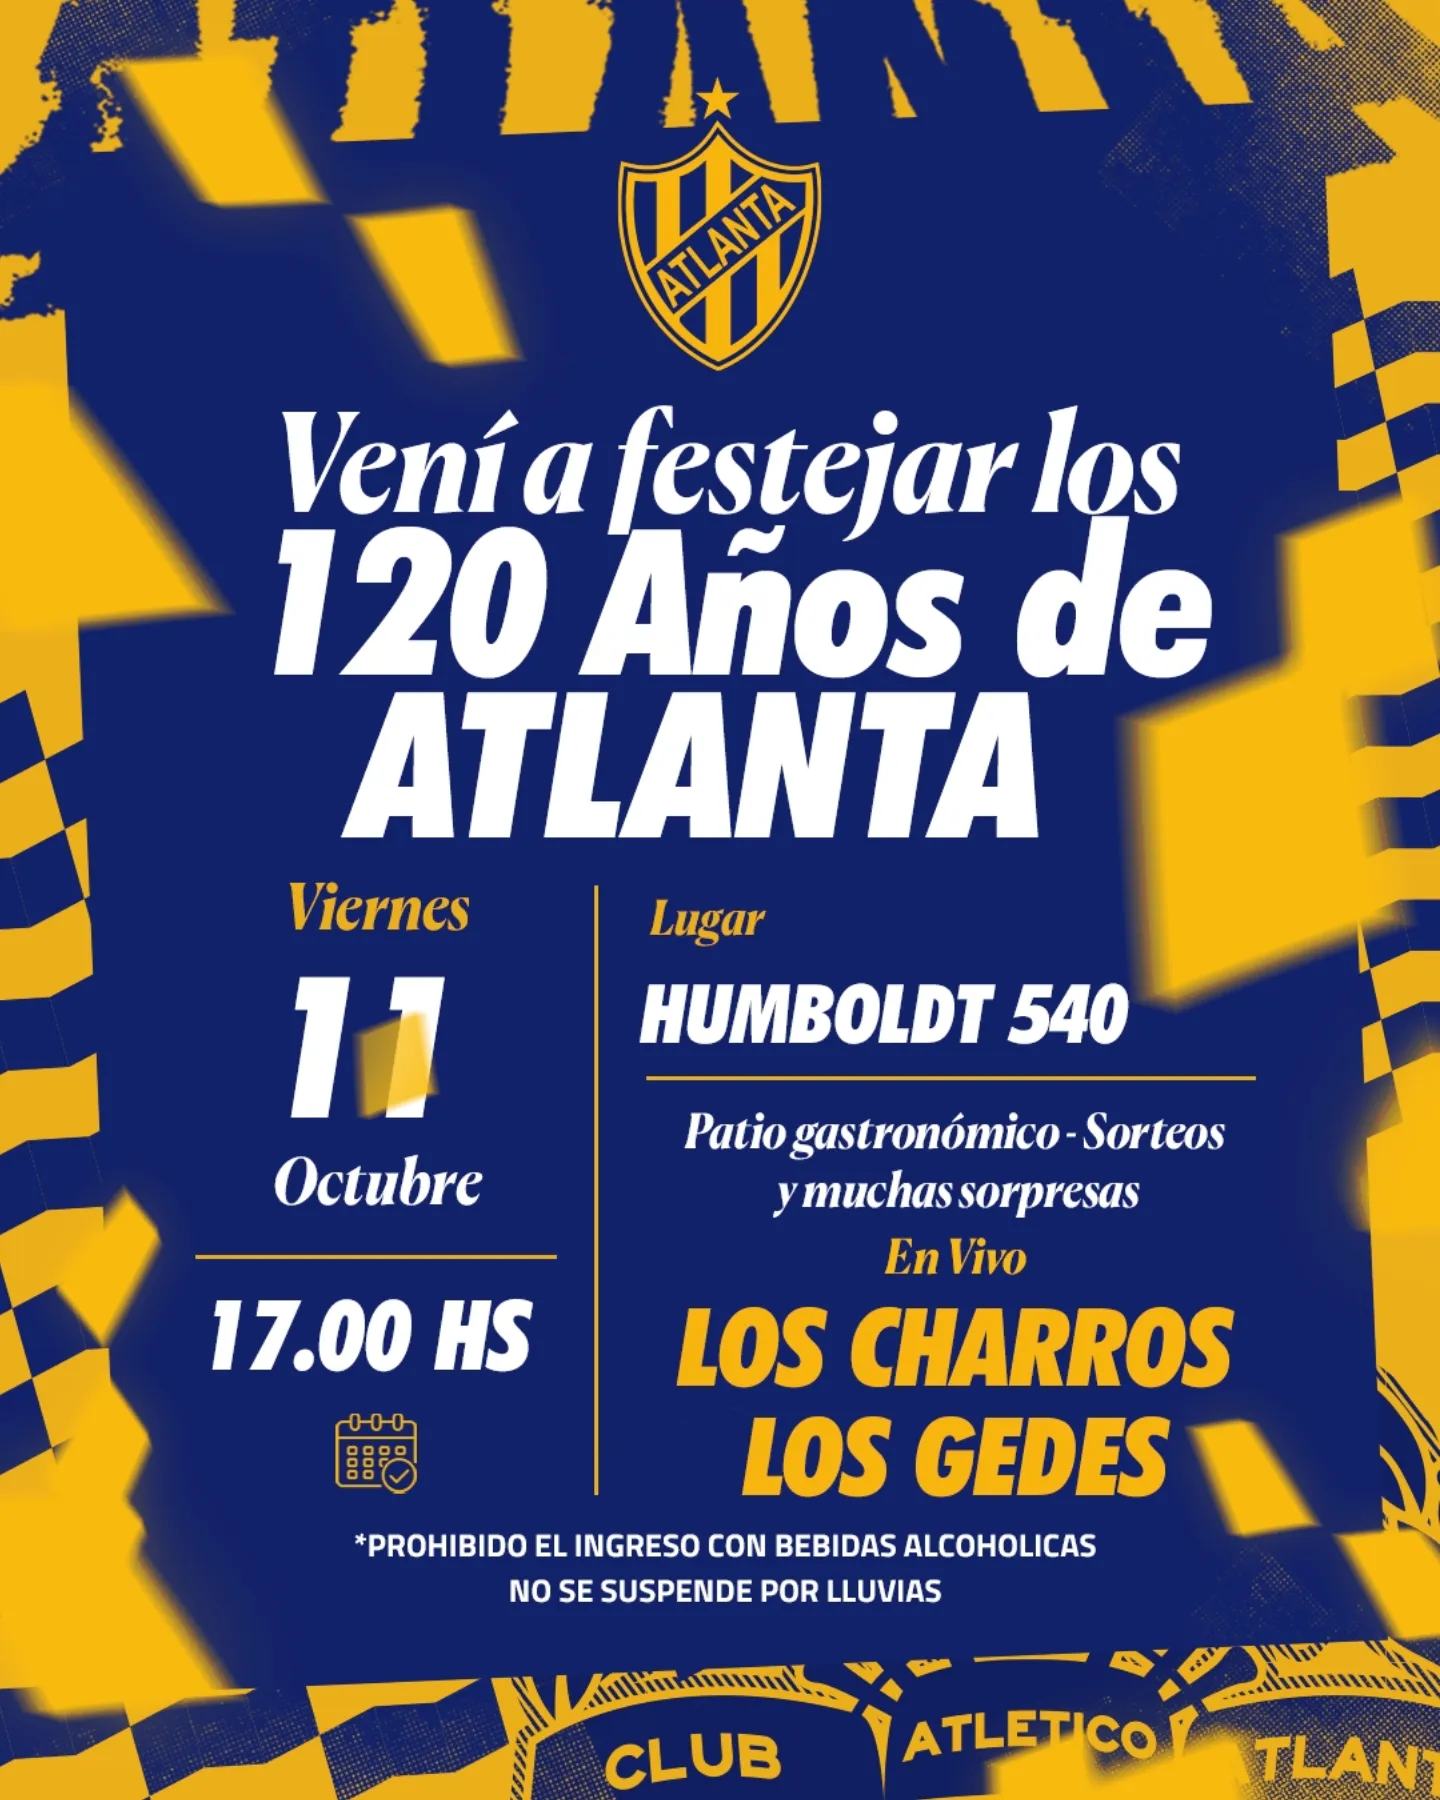 ATLANTA
Vení a festejar los
120 Años de
ATLANTA
Viernes
11
Octubre
17.00 HS
Lugar
HUMBOLDT 540
Patio gastronómico - Sorteos
y muchas sorpresas
En Vivo
LOS CHARROS
LOS GEDES
*PROHIBIDO EL INGRESO CON BEBIDAS ALCOHOLICAS
NO SE SUSPENDE POR LLUVIAS
CLUB ATLETICO TLANT